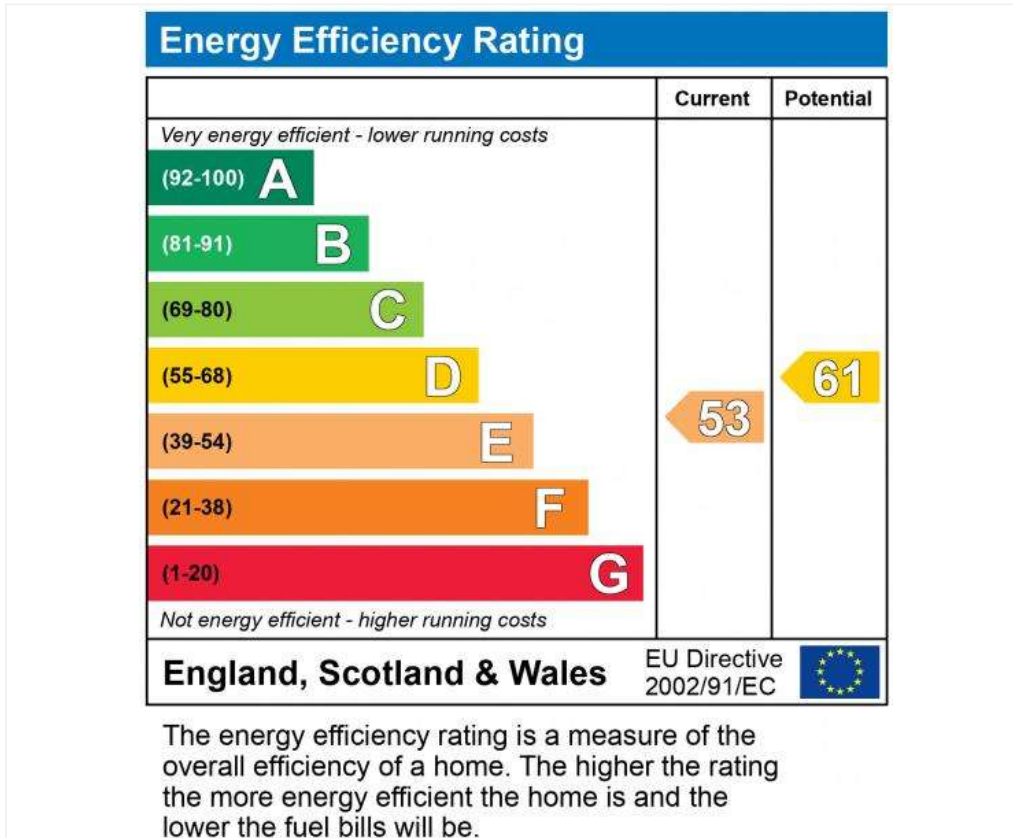 Energy Efficiency Rating
Current Potential
Very energy efficient - lower running costs
(92-100) A
(81-91) B
(69-80) C
(55-68) D
61
53
(39-54) E
(21-38) F
(1-20) G
Not energy efficient - higher running costs
England, Scotland & Wales
EU Directive
2002/91/EC
The energy efficiency rating is a measure of the
overall efficiency of a home. The higher the rating
the more energy efficient the home is and the
lower the fuel bills will be.